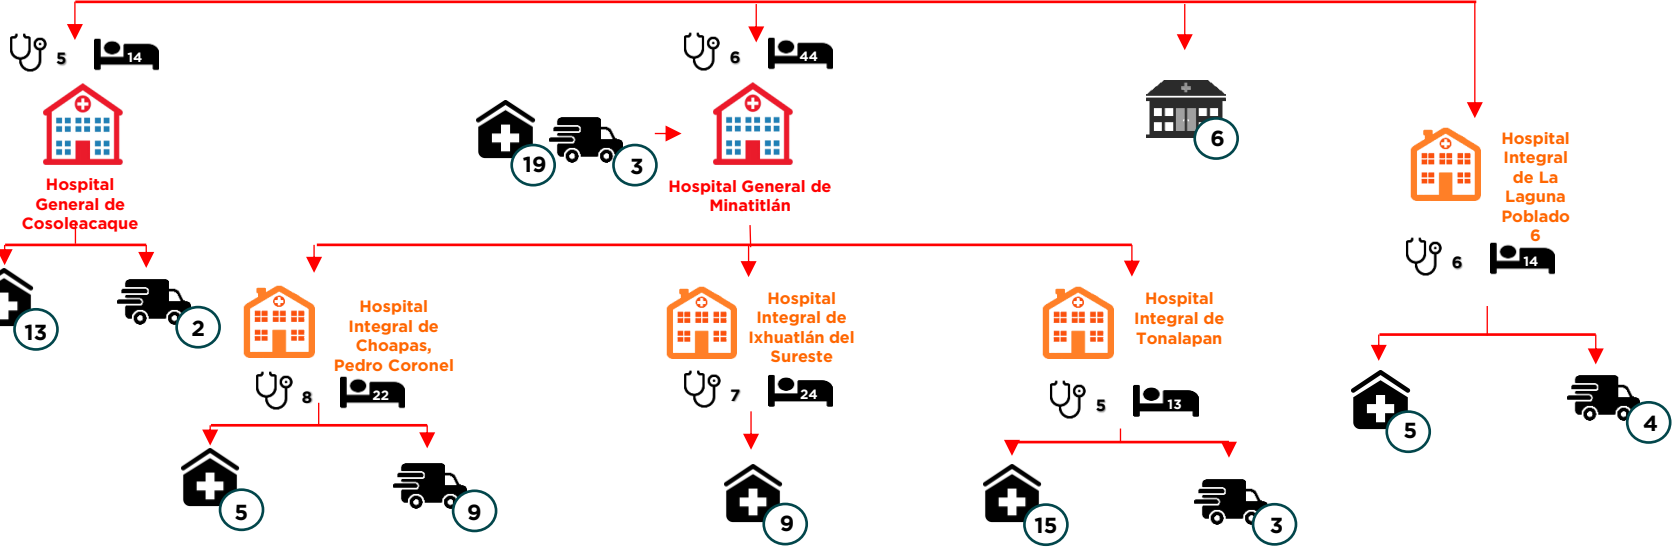 5
14
6
44
Hospital
General de
Cosoleacaque
19
3
Hospital General de
Minatitlán
6
Hospital
Integral
de La
Laguna
Poblado
6
6
14
13
2
Hospital
Integral de
Choapas,
Pedro Coronel
8
22
5
9
Hospital
Integral de
Ixhuatlán del
Sureste
7
24
9
Hospital
Integral de
Tonalapan
5
13
15
3
5
4